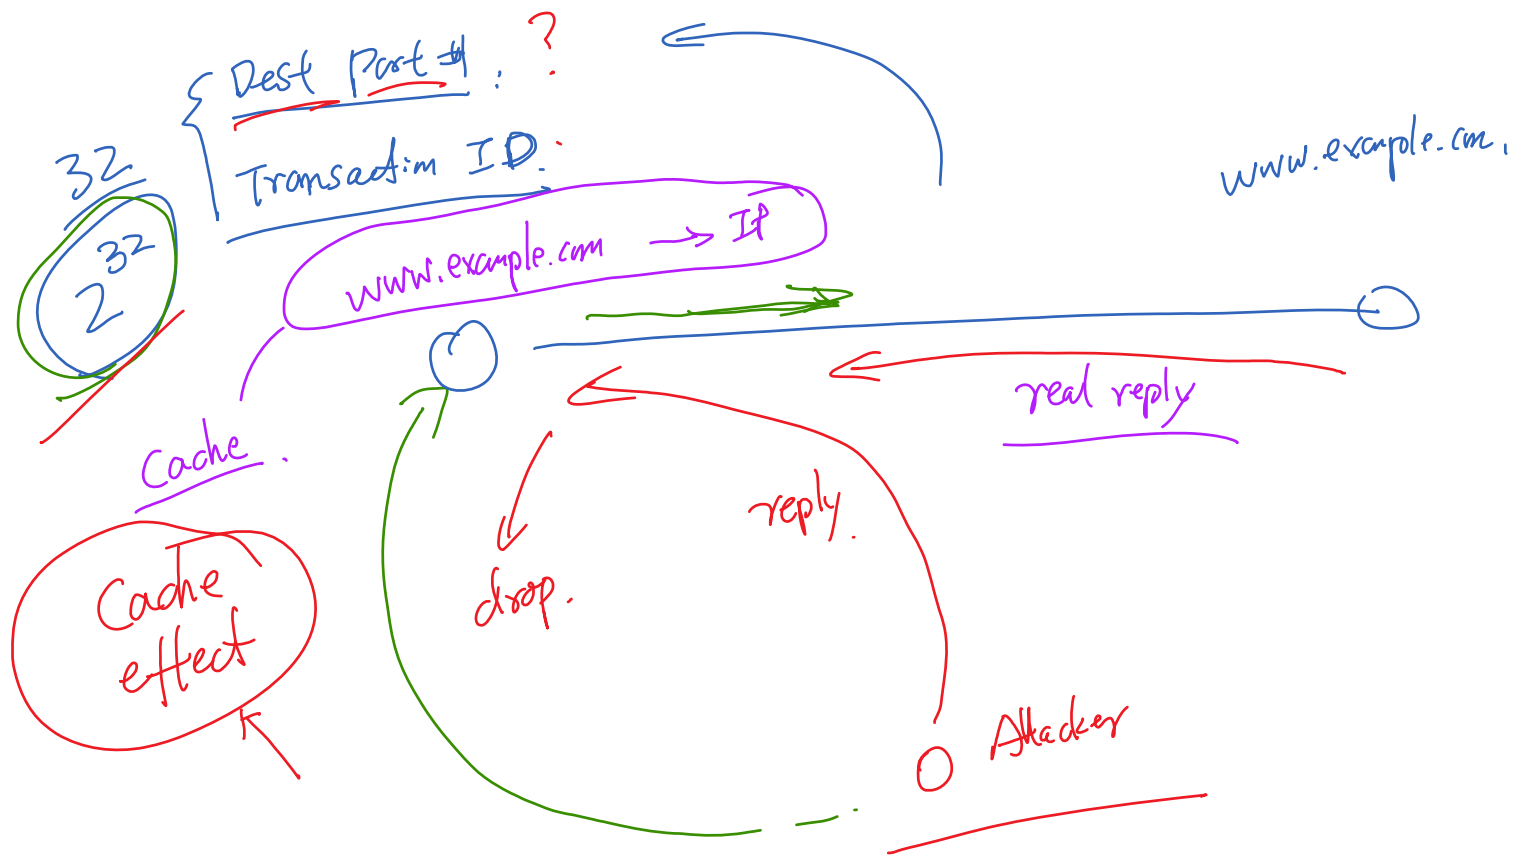 Dest Port # : ?
Transaction ID.
32
2^32
www.example.com.
www.example.com → IP
real reply
Cache.
reply.
drop.
Cache
effect
Attacker